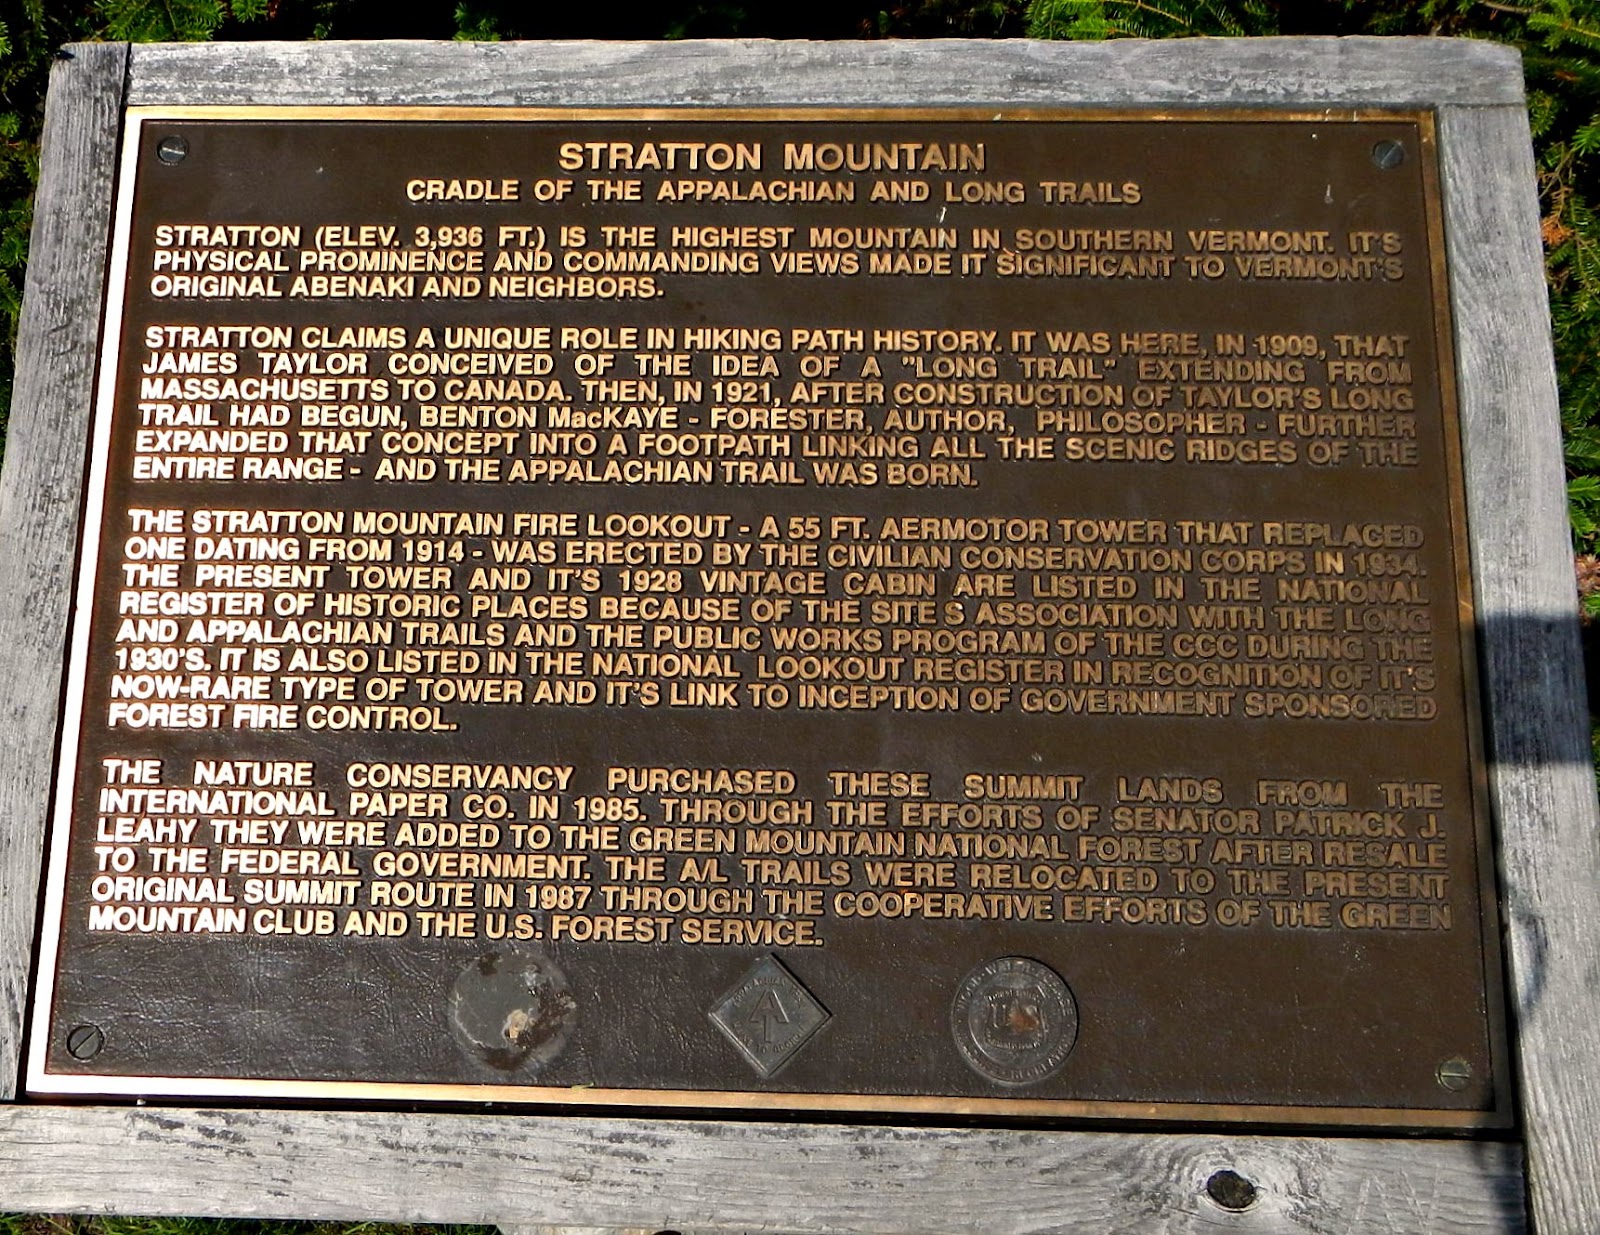 STRATTON MOUNTAIN
CRADLE OF THE APPALACHIAN AND LONG TRAILS
STRATTON (ELEV. 3,936 FT.) IS THE HIGHEST MOUNTAIN IN SOUTHERN VERMONT. IT'S
PHYSICAL PROMINENCE AND COMMANDING VIEWS MADE IT SIGNIFICANT TO VERMONT'S
ORIGINAL ABENAKI AND NEIGHBORS.
STRATTON CLAIMS A UNIQUE ROLE IN HIKING PATH HISTORY. IT WAS HERE, IN 1909, THAT
JAMES TAYLOR CONCEIVED OF THE IDEA OF A "LONG TRAIL" EXTENDING FROM
MASSACHUSETTS TO CANADA. THEN, IN 1921, AFTER CONSTRUCTION OF TAYLOR'S LONG
TRAIL HAD BEGUN, BENTON MacKAYE - FORESTER, AUTHOR, PHILOSOPHER - FURTHER
EXPANDED THAT CONCEPT INTO A FOOTPATH LINKING ALL THE SCENIC RIDGES OF THE
ENTIRE RANGE - AND THE APPALACHIAN TRAIL WAS BORN.
THE STRATTON MOUNTAIN FIRE LOOKOUT - A 55 FT. AERMOTOR TOWER THAT REPLACED
ONE DATING FROM 1914 - WAS ERECTED BY THE CIVILIAN CONSERVATION CORPS IN 1934.
THE PRESENT TOWER AND IT'S 1928 VINTAGE CABIN ARE LISTED IN THE NATIONAL
REGISTER OF HISTORIC PLACES BECAUSE OF THE SITE S ASSOCIATION WITH THE LONG
AND APPALACHIAN TRAILS AND THE PUBLIC WORKS PROGRAM OF THE CCC DURING THE
1930'S. IT IS ALSO LISTED IN THE NATIONAL LOOKOUT REGISTER IN RECOGNITION OF IT'S
NOW-RARE TYPE OF TOWER AND IT'S LINK TO INCEPTION OF GOVERNMENT SPONSORED
FOREST FIRE CONTROL.
THE NATURE CONSERVANCY PURCHASED THESE SUMMIT LANDS FROM THE
INTERNATIONAL PAPER CO. IN 1985. THROUGH THE EFFORTS OF SENATOR PATRICK J.
LEAHY THEY WERE ADDED TO THE GREEN MOUNTAIN NATIONAL FOREST AFTER RESALE
TO THE FEDERAL GOVERNMENT. THE A/L TRAILS WERE RELOCATED TO THE PRESENT
ORIGINAL SUMMIT ROUTE IN 1987 THROUGH THE COOPERATIVE EFFORTS OF THE GREEN
MOUNTAIN CLUB AND THE U.S. FOREST SERVICE.